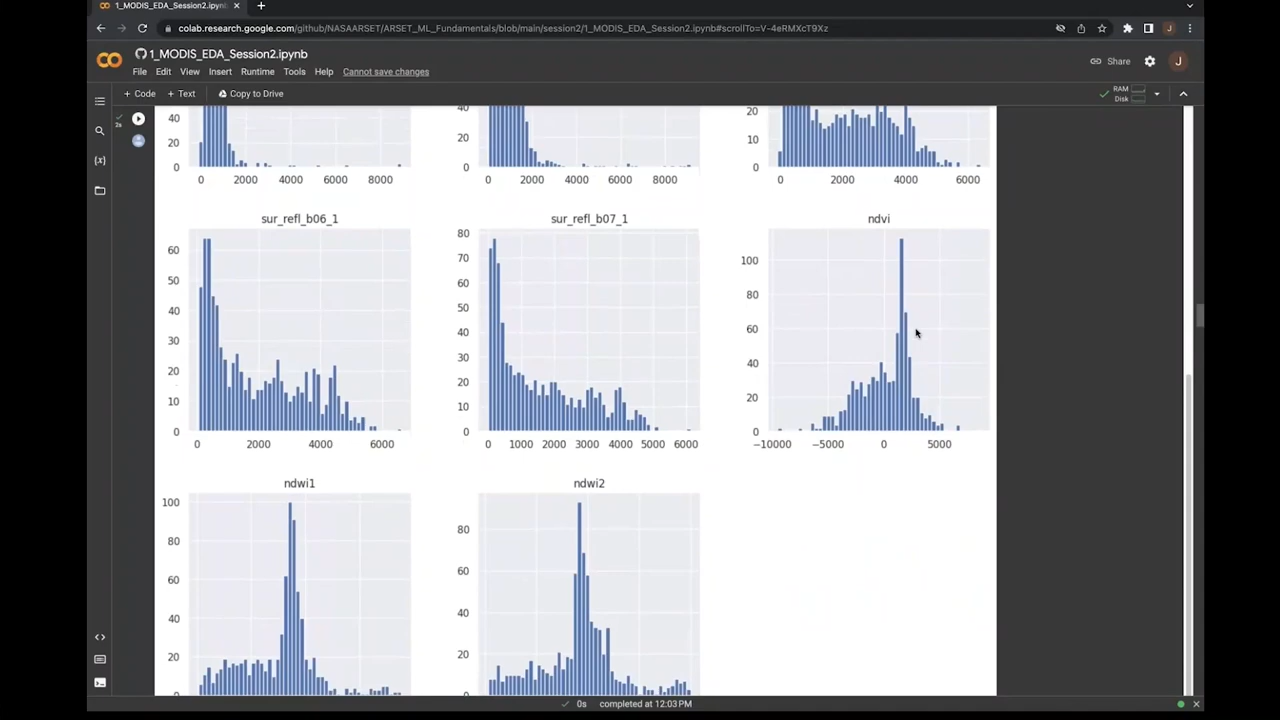 1_MODIS_EDA_Session2.ipynb
colab.research.google.com/github/NASAARSET/ARSET_ML_Fundamentals/blob/main/session2/1_MODIS_EDA_Session2.ipynb#scrollTo=V-4eRMXcT9Xz
1_MODIS_EDA_Session2.ipynb
File Edit View Insert Runtime Tools Help Cannot save changes
Share
J
+ Code + Text Copy to Drive
RAM
Disk
2s
40
20
0
0 2000 4000 6000 8000
40
20
0
0 2000 4000 6000 8000
20
10
0
0 2000 4000 6000
sur_refl_b06_1
60
50
40
30
20
10
0
0 2000 4000 6000
sur_refl_b07_1
80
70
60
50
40
30
20
10
0
0 1000 2000 3000 4000 5000 6000
ndvi
100
80
60
40
20
0
−10000 −5000 0 5000
ndwi1
100
80
60
40
20
0
ndwi2
80
60
40
20
0
0s completed at 12:03 PM